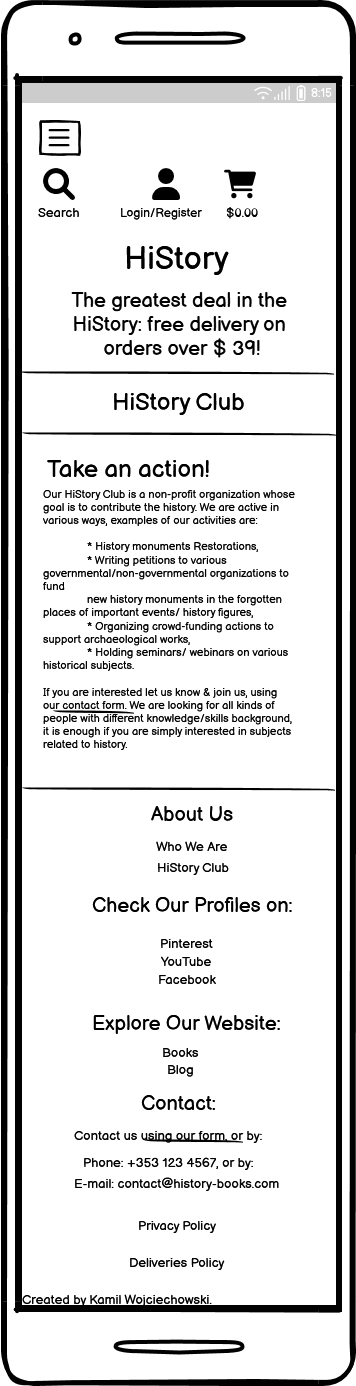 8:15
Search
Login/Register
$0.00
HiStory
The greatest deal in the
HiStory: free delivery on
orders over $ 39!
HiStory Club
Take an action!
Our HiStory Club is a non-profit organization whose
goal is to contribute the history. We are active in
various ways, examples of our activities are:
* History monuments Restorations,
* Writing petitions to various
governmental/non-governmental organizations to
fund
new history monuments in the forgotten
places of important events/ history figures,
* Organizing crowd-funding actions to
support archaeological works,
* Holding seminars/ webinars on various
historical subjects.
If you are interested let us know & join us, using
our contact form. We are looking for all kinds of
people with different knowledge/skills background,
it is enough if you are simply interested in subjects
related to history.
About Us
Who We Are
HiStory Club
Check Our Profiles on:
Pinterest
YouTube
Facebook
Explore Our Website:
Books
Blog
Contact:
Contact us using our form, or by:
Phone: +353 123 4567, or by:
E-mail: contact@history-books.com
Privacy Policy
Deliveries Policy
Created by Kamil Wojciechowski.